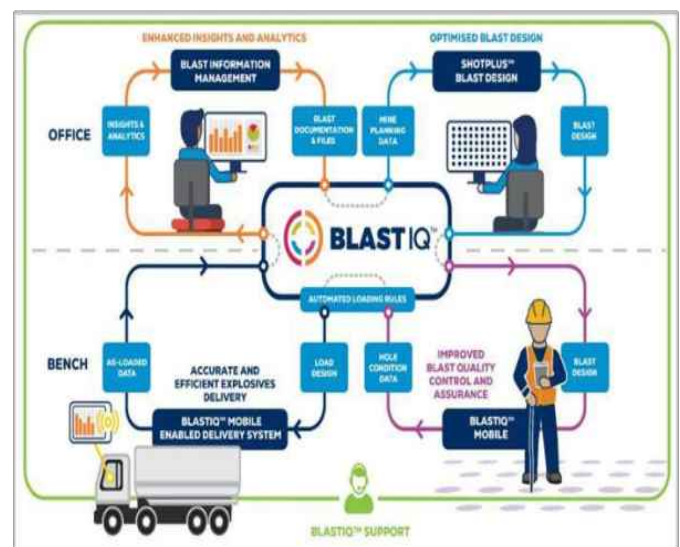 ENHANCED INSIGHTS AND ANALYTICS
OPTIMISED BLAST DESIGN
BLAST INFORMATION
MANAGEMENT
SHOTPLUS™
BLAST DESIGN
OFFICE
INSIGHTS &
ANALYTICS
BLAST
DOCUMENTATION
& FILES
MINE
PLANNING
DATA
BLAST
DESIGN
BLASTIQ™
AUTOMATED LOADING RULES
BENCH
AS-LOADED
DATA
ACCURATE AND
EFFICIENT EXPLOSIVES
DELIVERY
LOAD
DESIGN
HOLE
CONDITION
DATA
IMPROVED
BLAST QUALITY
CONTROL AND
ASSURANCE
BLAST
DESIGN
BLASTIQ™ MOBILE
ENABLED DELIVERY SYSTEM
BLASTIQ™
MOBILE
BLASTIQ™ SUPPORT